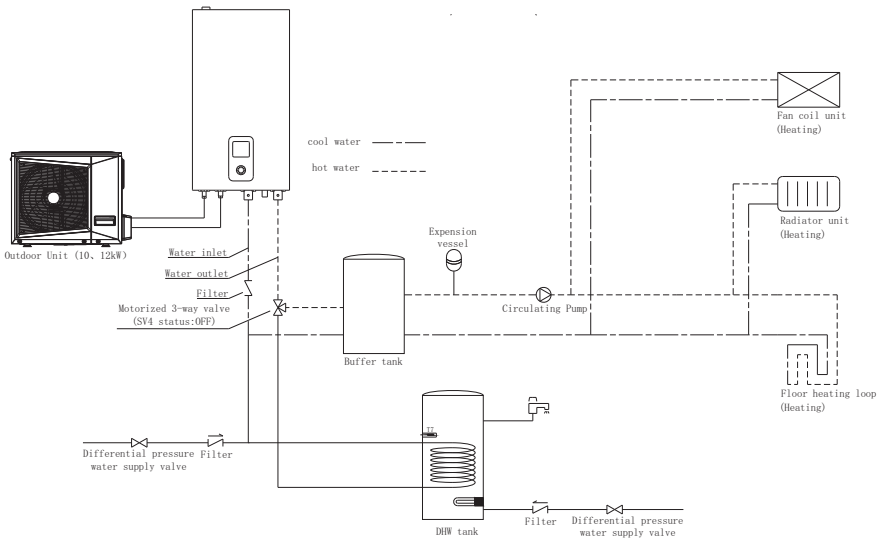 cool water
hot water
Fan coil unit
(Heating)
Radiator unit
(Heating)
Expension
vessel
Outdoor Unit (10、12kW)
Water inlet
Water outlet
Filter
Motorized 3-way valve
(SV4 status:OFF)
Circulating Pump
Buffer tank
Floor heating loop
(Heating)
T7
Differential pressure
water supply valve
Filter
DHW tank
Filter
Differential pressure
water supply valve